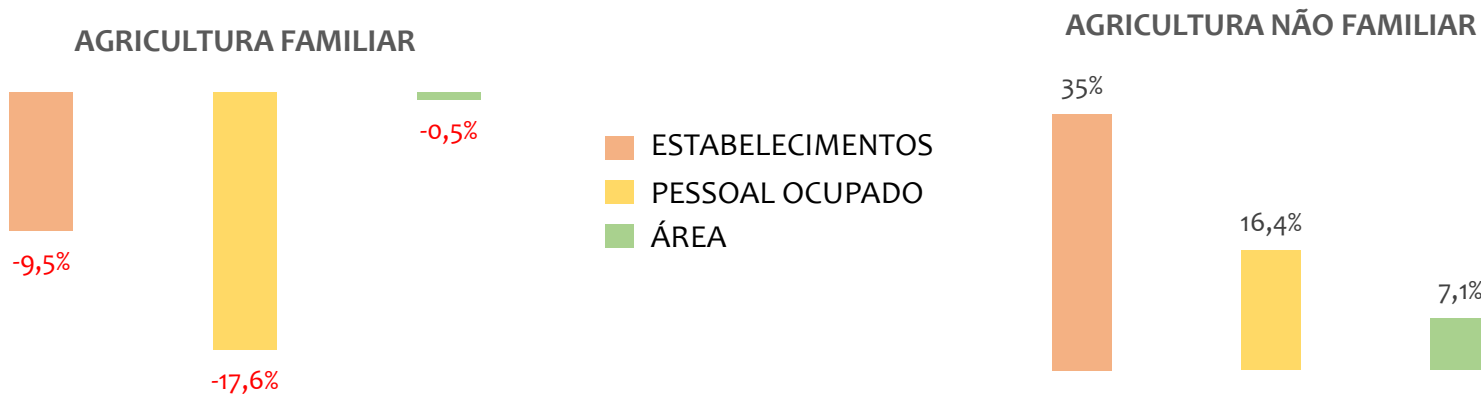 AGRICULTURA FAMILIAR
-9,5%
-17,6%
-0,5%
ESTABELECIMENTOS
PESSOAL OCUPADO
ÁREA
AGRICULTURA NÃO FAMILIAR
35%
16,4%
7,1%